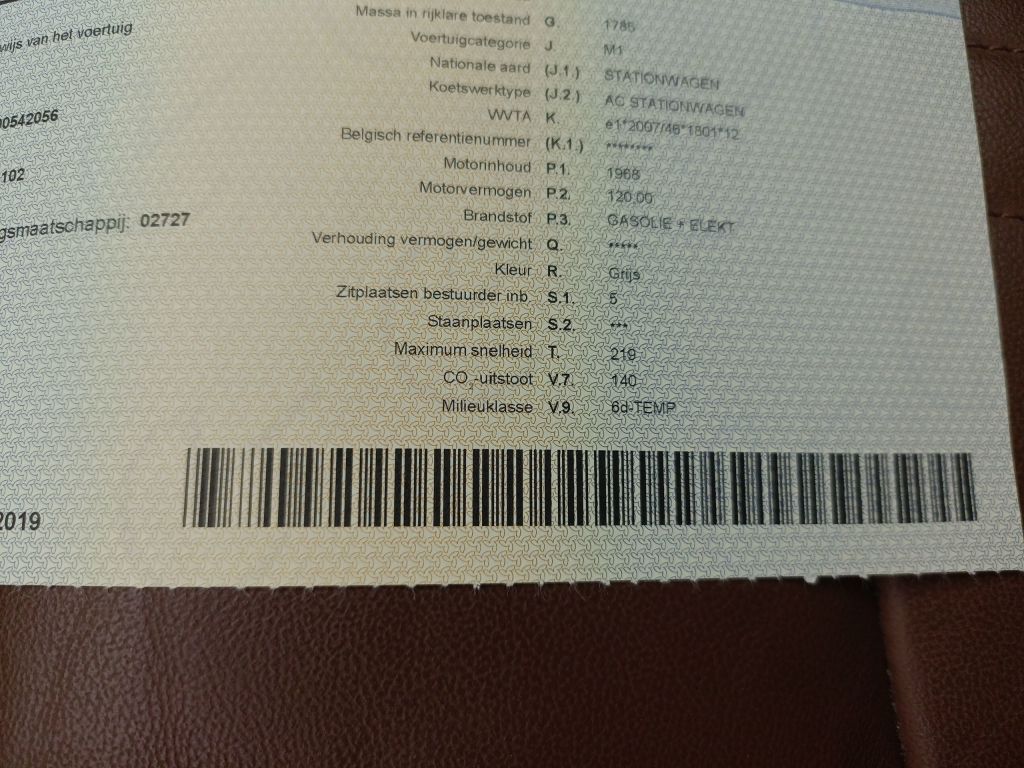 wijs van het voertuig
00542056
102
gsmaatschappij: 02727
2019
Massa in rijklare toestand G. 1785
Voertuigcategorie J. M1
Nationale aard (J.1.) STATIONWAGEN
Koetswerktype (J.2.) AC STATIONWAGEN
WVTA K. e1*2007/46*1801*12
Belgisch referentienummer (K.1.) ********
Motorinhoud P.1. 1968
Motorvermogen P.2. 120.00
Brandstof P.3. GASOLIE + ELEKT
Verhouding vermogen/gewicht Q. *****
Kleur R. Grijs
Zitplaatsen bestuurder inb. S.1. 5
Staanplaatsen S.2. ***
Maximum snelheid T. 219
CO₂-uitstoot V.7. 140
Milieuklasse V.9. 6d-TEMP